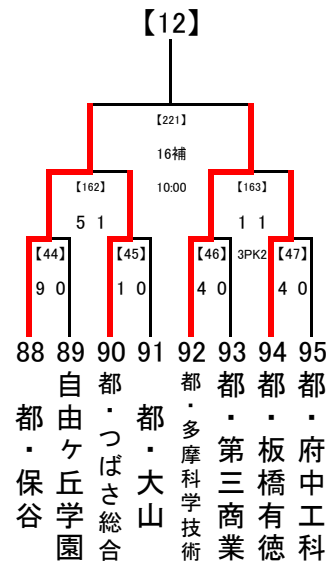 【12】
【221】
16補
10:00
【162】
【163】
5 1
1 1
3PK2
【44】
【45】
【46】
【47】
9 0
1 0
4 0
4 0
88 89 90 91 92 93 94 95
都・保谷
自由ヶ丘学園
都・つばさ総合
都・大山
都・多摩科学技術
都・第三商業
都・板橋有徳
都・府中工科